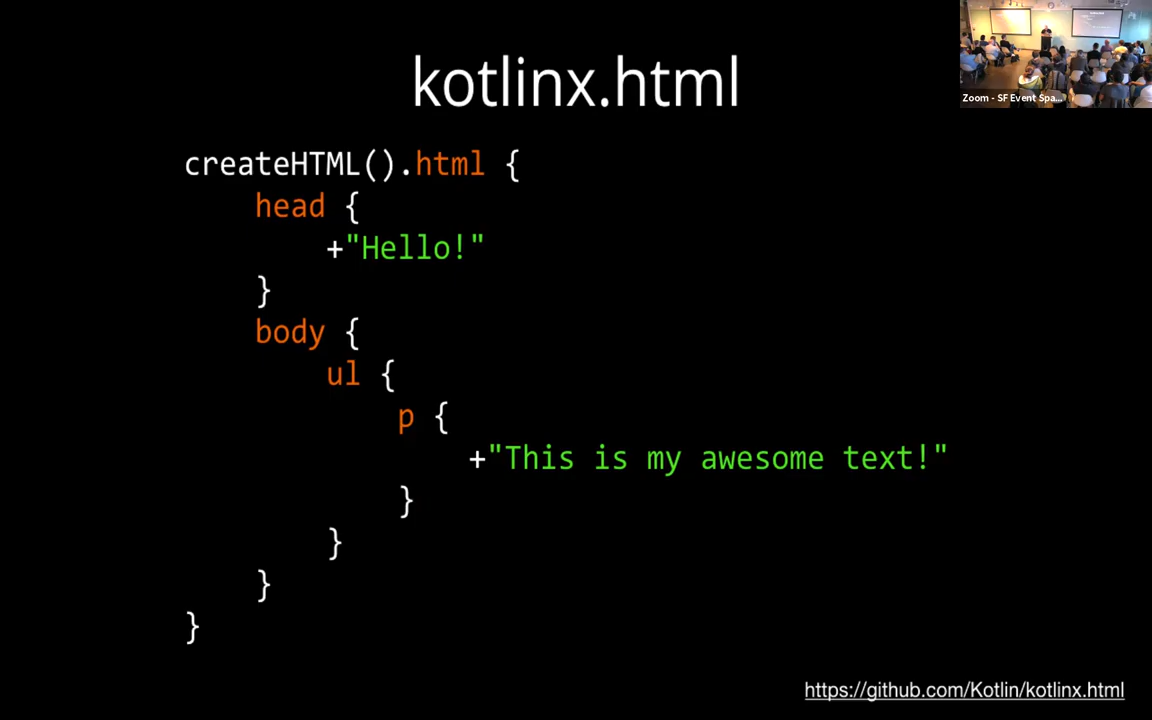 kotlinx.html
Zoom - SF Event Spa...
createHTML().html {
head {
+"Hello!"
}
body {
ul {
p {
+"This is my awesome text!"
}
}
}
}
https://github.com/Kotlin/kotlinx.html